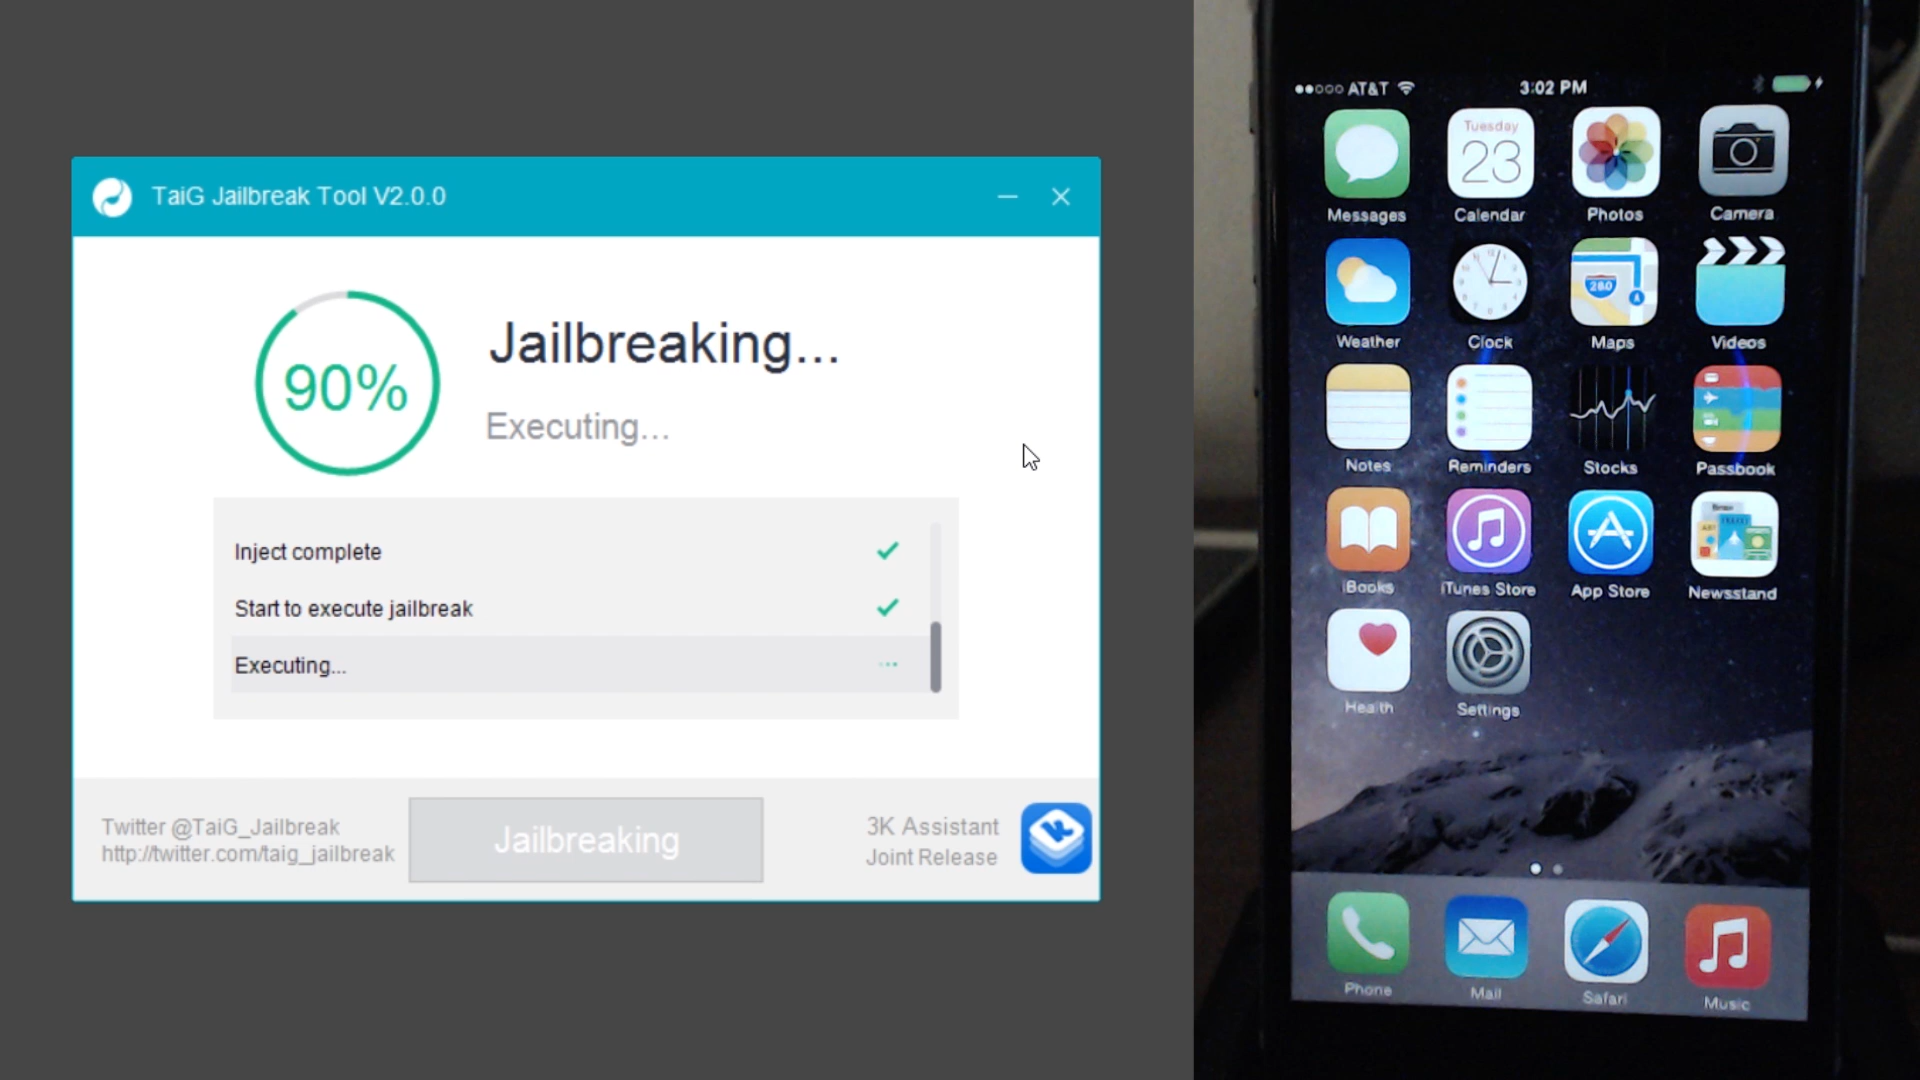 TaiG Jailbreak Tool V2.0.0
90%
Jailbreaking...
Executing...
Inject complete
Start to execute jailbreak
Executing...
Twitter @TaiG_Jailbreak
http://twitter.com/taig_jailbreak
Jailbreaking
3K Assistant
Joint Release
AT&T
3:02 PM
Tuesday
23
Messages
Calendar
Photos
Camera
280
Weather
Clock
Maps
Videos
Notes
Reminders
Stocks
Passbook
iBooks
iTunes Store
App Store
Newsstand
Health
Settings
Phone
Mail
Safari
Music